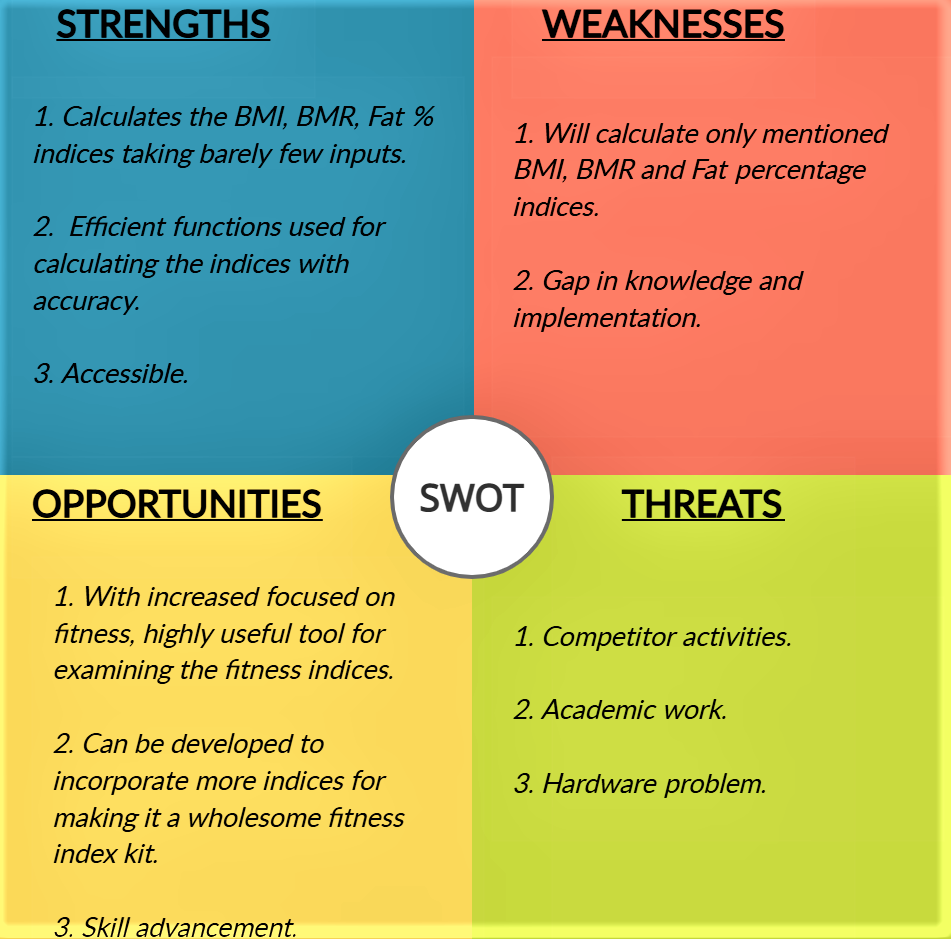 STRENGTHS
1. Calculates the BMI, BMR, Fat %
indices taking barely few inputs.
2. Efficient functions used for
calculating the indices with
accuracy.
3. Accessible.
WEAKNESSES
1. Will calculate only mentioned
BMI, BMR and Fat percentage
indices.
2. Gap in knowledge and
implementation.
SWOT
OPPORTUNITIES
1. With increased focused on
fitness, highly useful tool for
examining the fitness indices.
2. Can be developed to
incorporate more indices for
making it a wholesome fitness
index kit.
3. Skill advancement.
THREATS
1. Competitor activities.
2. Academic work.
3. Hardware problem.